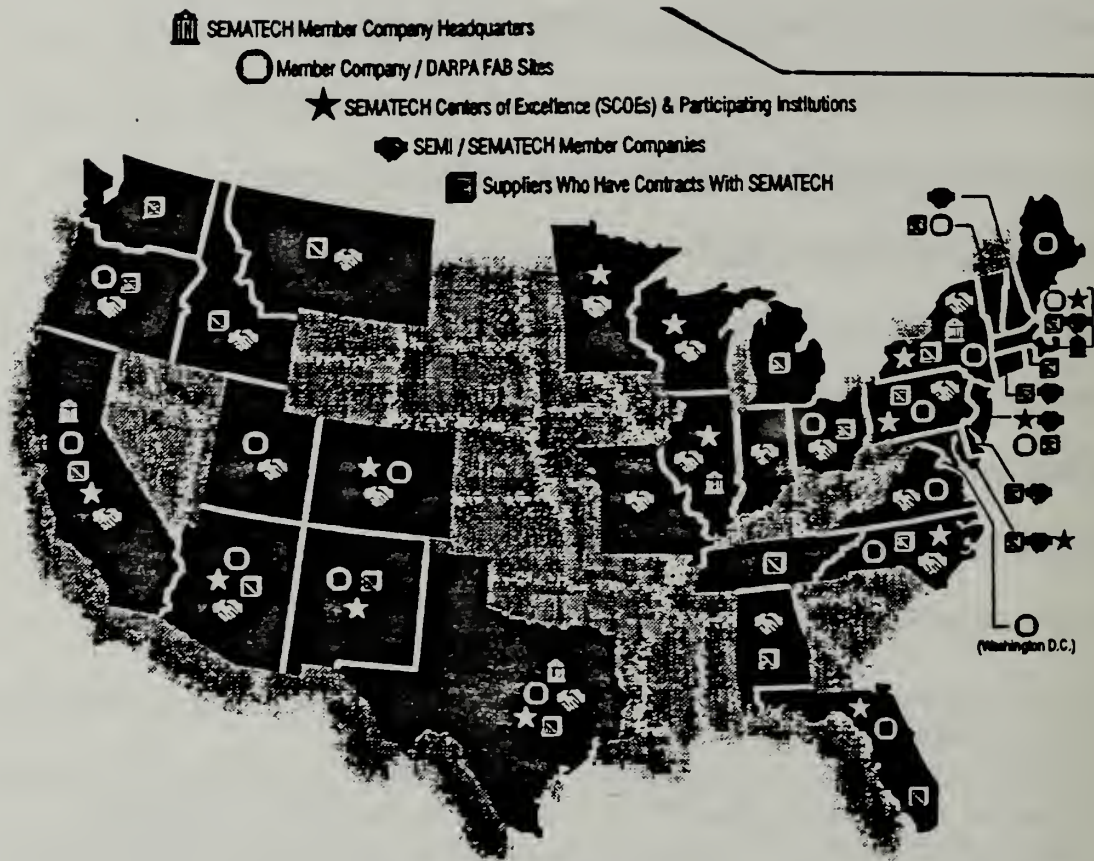 SEMATECH Member Company Headquarters
Member Company / DARPA FAB Sites
SEMATECH Centers of Excellence (SCOEs) & Participating Institutions
SEMI / SEMATECH Member Companies
Suppliers Who Have Contracts With SEMATECH
(Washington D.C.)